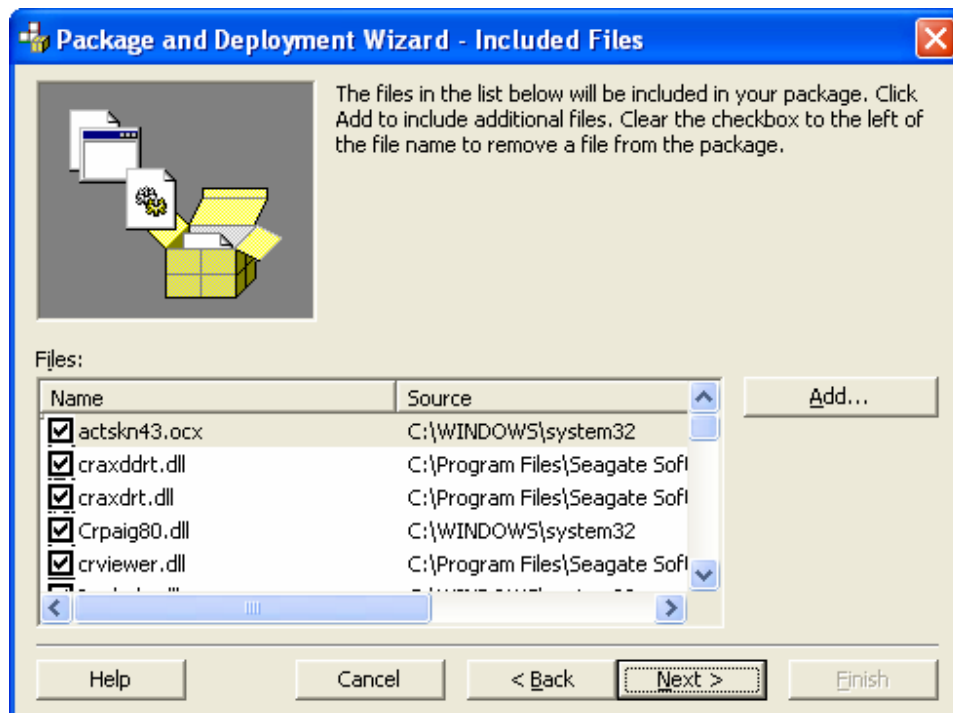 Package and Deployment Wizard - Included Files
The files in the list below will be included in your package. Click
Add to include additional files. Clear the checkbox to the left of
the file name to remove a file from the package.
Files:
Name Source
Add...
actskn43.ocx C:\WINDOWS\system32
craxddrt.dll C:\Program Files\Seagate Soft
craxdrt.dll C:\Program Files\Seagate Soft
Crpaig80.dll C:\WINDOWS\system32
crviewer.dll C:\Program Files\Seagate Soft
Help Cancel < Back Next > Finish